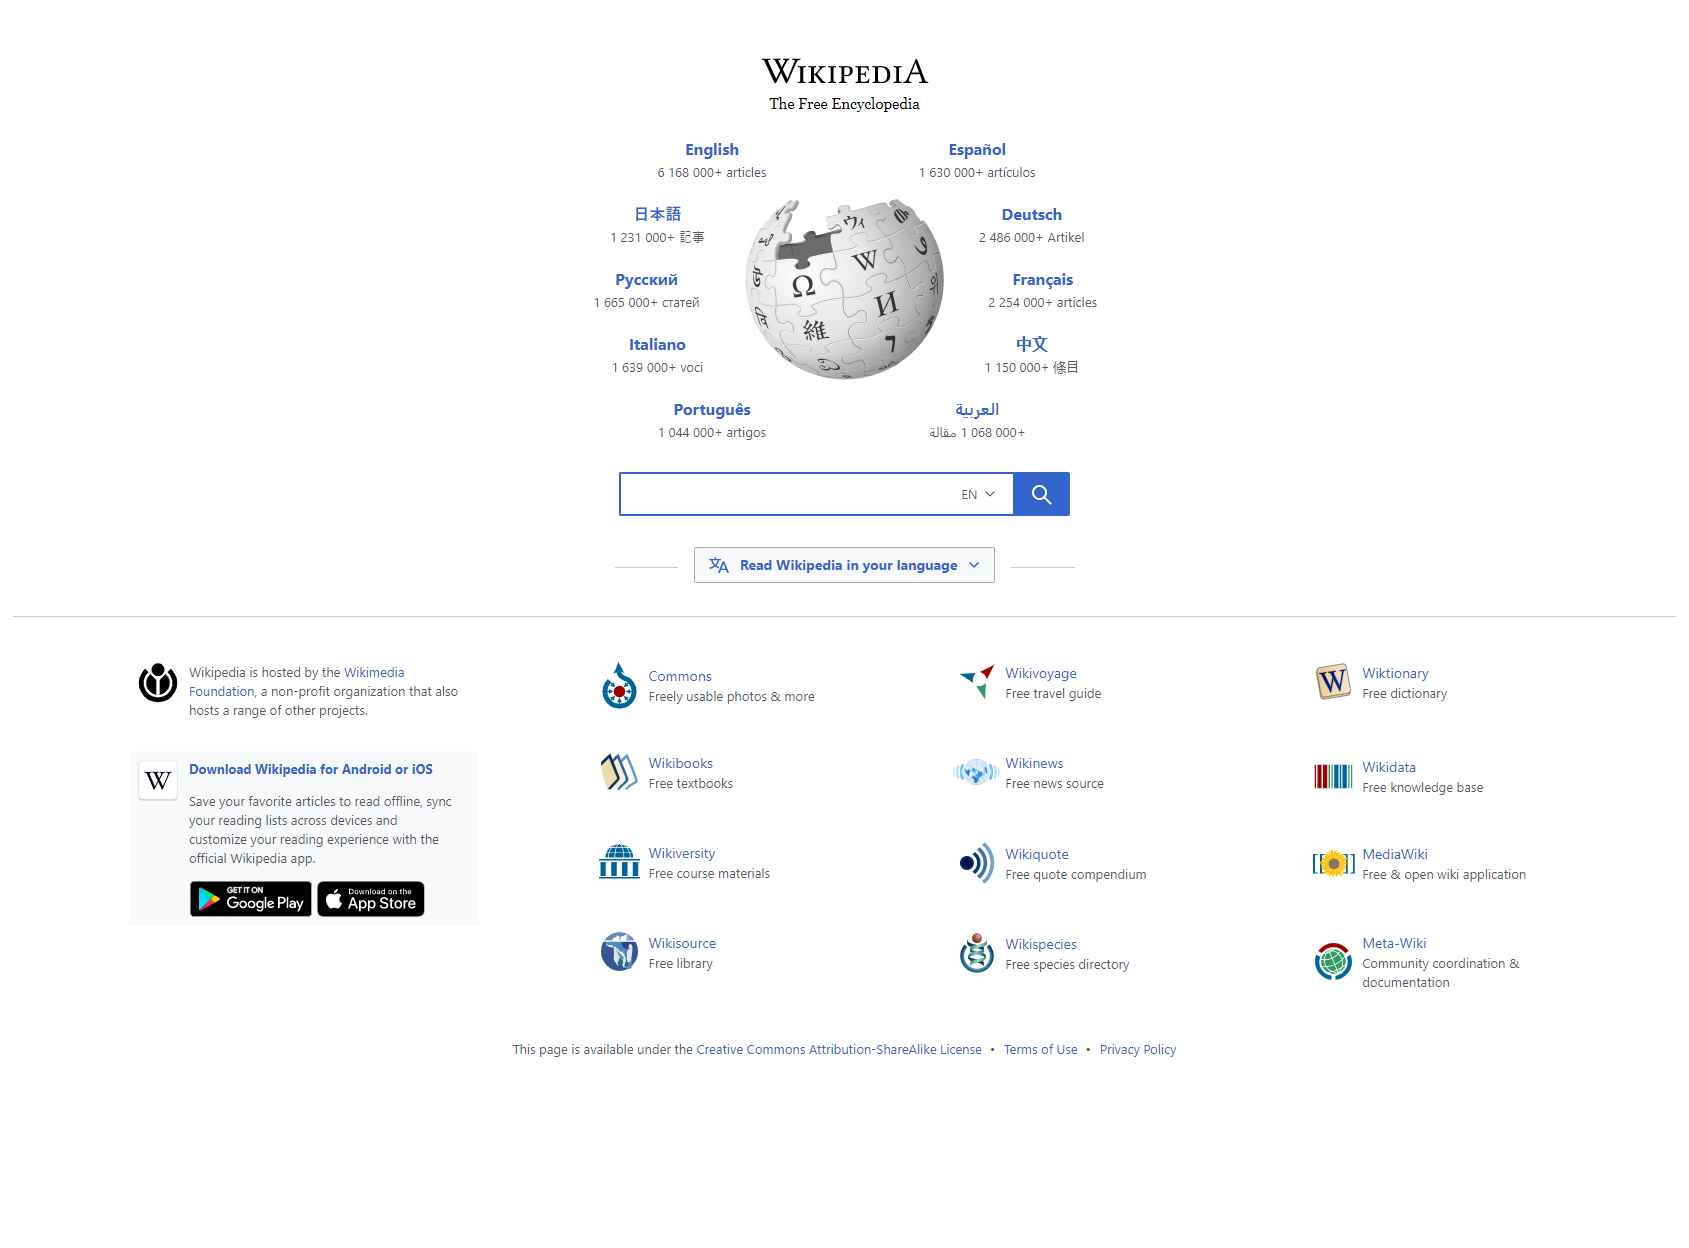 WIKIPEDIA
The Free Encyclopedia
English
6 168 000+ articles
Español
1 630 000+ artículos
日本語
1 231 000+ 記事
Deutsch
2 486 000+ Artikel
Русский
1 665 000+ статей
Français
2 254 000+ articles
Italiano
1 639 000+ voci
中文
1 150 000+ 條目
Português
1 044 000+ artigos
العربية
1 068 000+ مقالة
Ω
W
И
維
ウィ
EN
Read Wikipedia in your language
Wikipedia is hosted by the Wikimedia
Foundation, a non-profit organization that also
hosts a range of other projects.
W
Download Wikipedia for Android or iOS
Save your favorite articles to read offline, sync
your reading lists across devices and
customize your reading experience with the
official Wikipedia app.
GET IT ON
Google Play
Download on the
App Store
Commons
Freely usable photos & more
Wikivoyage
Free travel guide
W
Wiktionary
Free dictionary
Wikibooks
Free textbooks
Wikinews
Free news source
Wikidata
Free knowledge base
Wikiversity
Free course materials
Wikiquote
Free quote compendium
MediaWiki
Free & open wiki application
Wikisource
Free library
Wikispecies
Free species directory
Meta-Wiki
Community coordination &
documentation
This page is available under the Creative Commons Attribution-ShareAlike License • Terms of Use • Privacy Policy